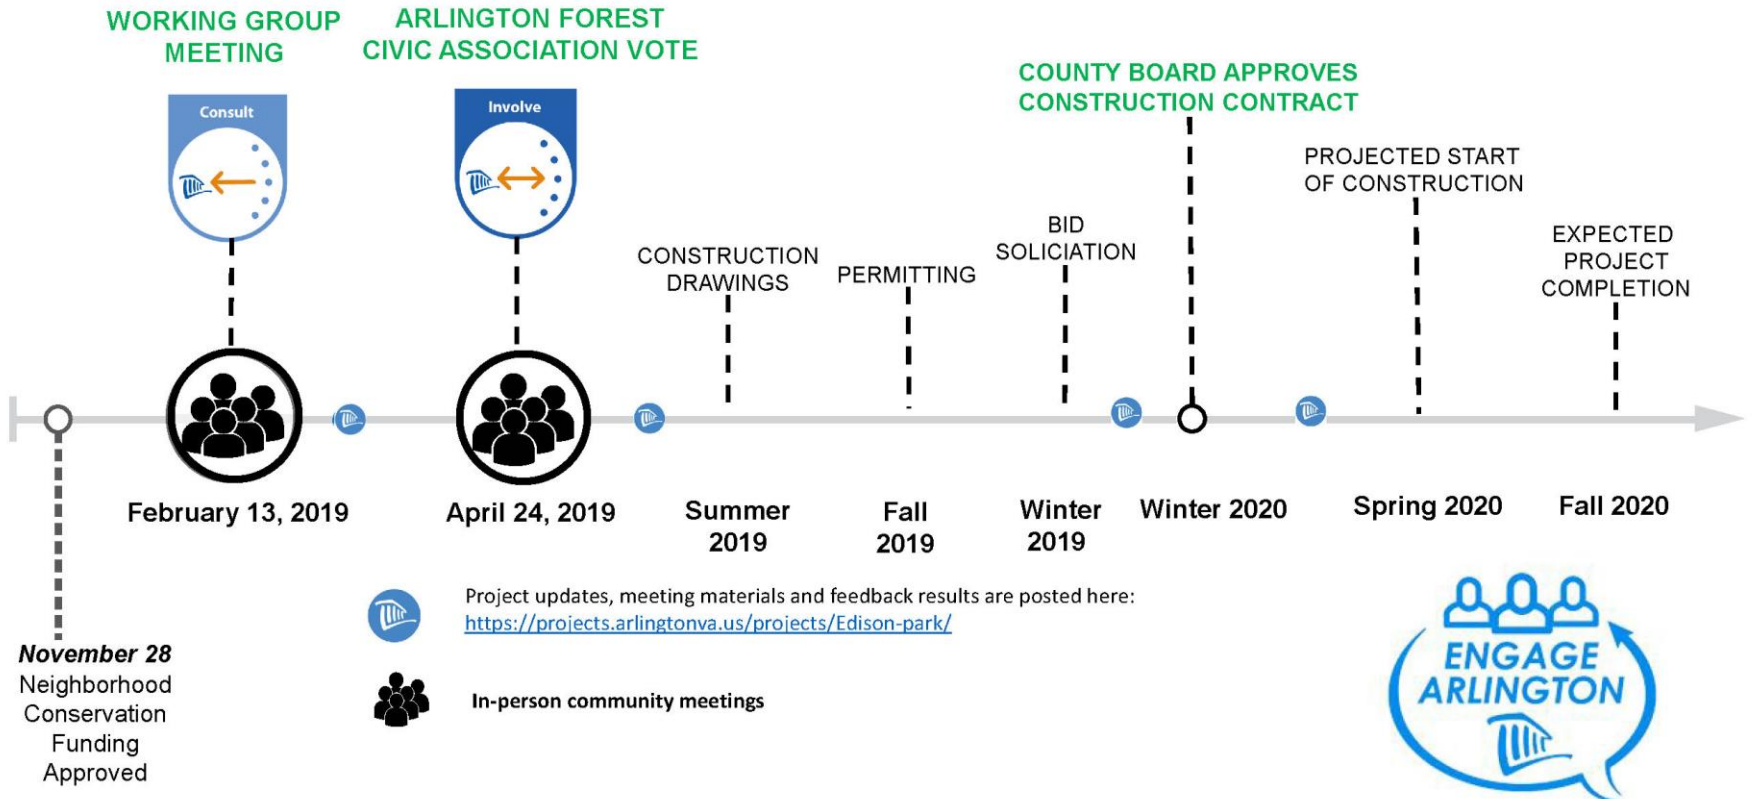 WORKING GROUP
MEETING
ARLINGTON FOREST
CIVIC ASSOCIATION VOTE
COUNTY BOARD APPROVES
CONSTRUCTION CONTRACT
Consult
Involve
PROJECTED START
OF CONSTRUCTION
BID
SOLICIATION
EXPECTED
PROJECT
COMPLETION
CONSTRUCTION
DRAWINGS
PERMITTING
February 13, 2019
April 24, 2019
Summer
2019
Fall
2019
Winter
2019
Winter 2020
Spring 2020
Fall 2020
November 28
Neighborhood
Conservation
Funding
Approved
Project updates, meeting materials and feedback results are posted here:
https://projects.arlingtonva.us/projects/Edison-park/
In-person community meetings
ENGAGE
ARLINGTON